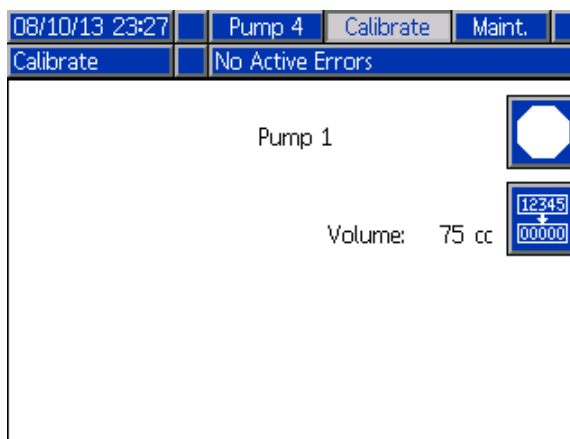 08/10/13 23:27 Pump 4 Calibrate Maint.
Calibrate No Active Errors
Pump 1
12345
Volume: 75 cc
00000